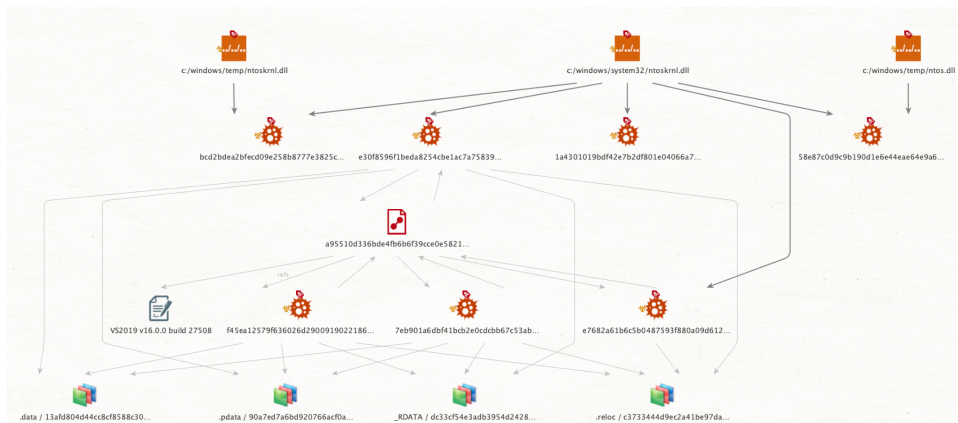 c:/windows/temp/ntoskrnl.dll
c:/windows/system32/ntoskrnl.dll
c:/windows/temp/ntos.dll
bcd2bdea2bfecd09e258b8777e3825c...
e30f8596f1beda8254cbe1ac7a75839...
1a4301019bdf42e7b2df801e04066a7...
58e87c0d9c9b190d1e6e44eae64e9a6...
a95510d336bde4fb6b6f39cce0e5821...
refs
VS2019 v16.0.0 build 27508
f45ea12579f636026d2900919022186...
7eb901a6dbf41bcb2e0cdcbb67c53ab...
e7682a61b6c5b0487593f880a09d612...
.data / 13afd804d44cc8cf8588c30...
.pdata / 90a7ed7a6bd920766acf0a...
_RDATA / dc33cf54e3adb3954d2428...
.reloc / c3733444d9ec2a41be97da...